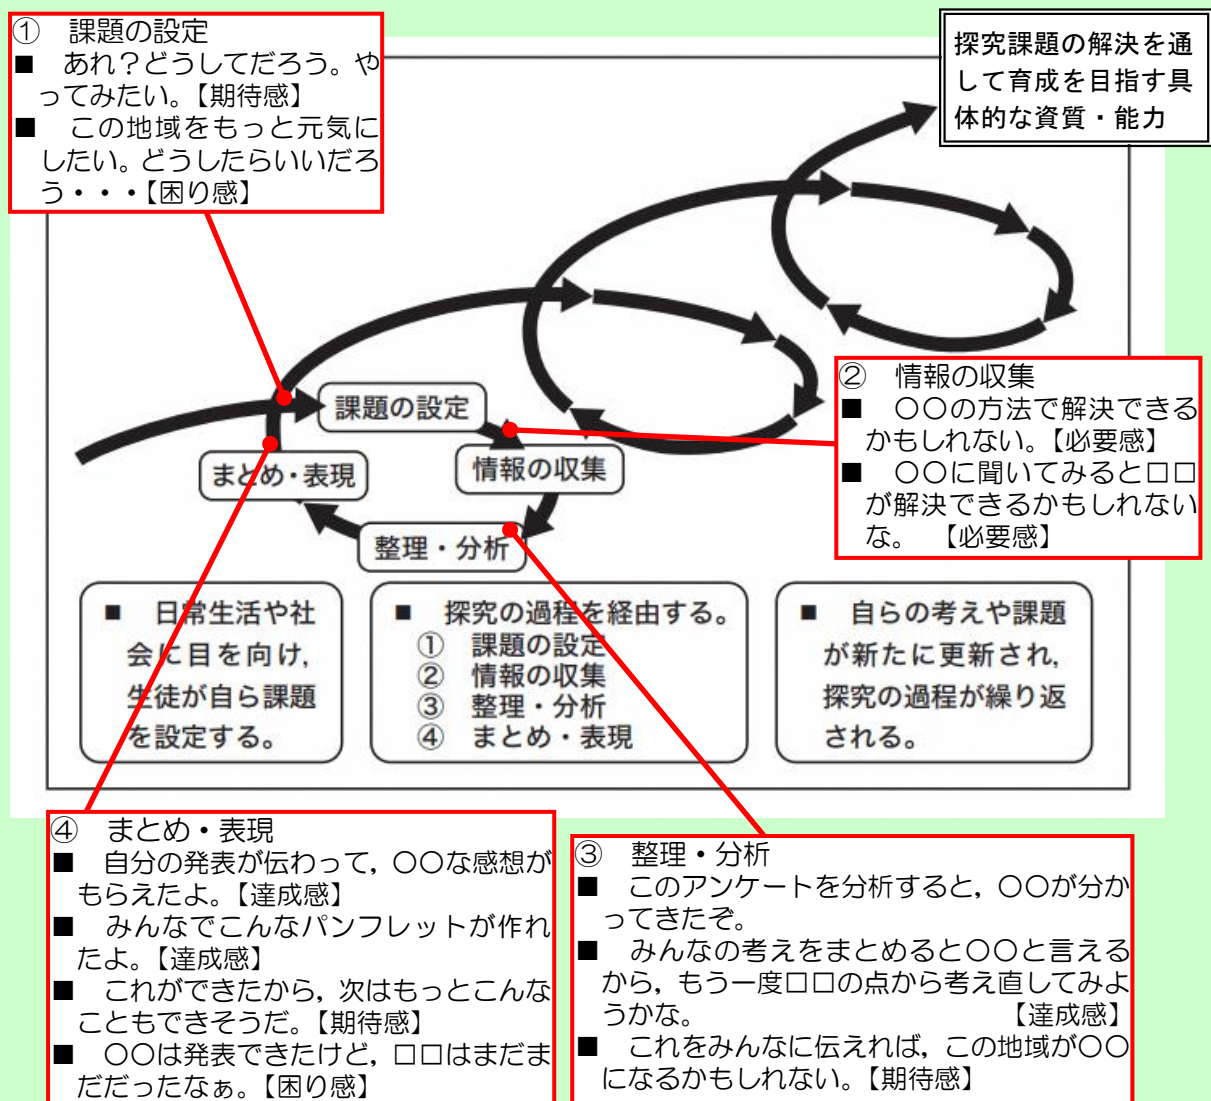 ① 課題の設定
■ あれ？どうしてだろう。や
ってみたい。【期待感】
■ この地域をもっと元気に
したい。どうしたらいいだろ
う・・・【困り感】
探究課題の解決を通
して育成を目指す具
体的な資質・能力
課題の設定
情報の収集
まとめ・表現
整理・分析
② 情報の収集
■ 〇〇の方法で解決できる
かもしれない。【必要感】
■ 〇〇に聞いてみると□□
が解決できるかもしれない
な。 【必要感】
■ 日常生活や社
会に目を向け，
生徒が自ら課題
を設定する。
■ 探究の過程を経由する。
① 課題の設定
② 情報の収集
③ 整理・分析
④ まとめ・表現
■ 自らの考えや課題
が新たに更新され，
探究の過程が繰り返
される。
④ まとめ・表現
■ 自分の発表が伝わって，〇〇な感想が
もらえたよ。【達成感】
■ みんなでこんなパンフレットが作れ
たよ。【達成感】
■ これができたから，次はもっとこんな
こともできそうだ。【期待感】
■ 〇〇は発表できたけど，□□はまだま
だだったなぁ。【困り感】
③ 整理・分析
■ このアンケートを分析すると，〇〇が分か
ってきたぞ。
■ みんなの考えをまとめると〇〇と言える
から，もう一度□□の点から考え直してみよ
うかな。 【達成感】
■ これをみんなに伝えれば，この地域が〇〇
になるかもしれない。【期待感】